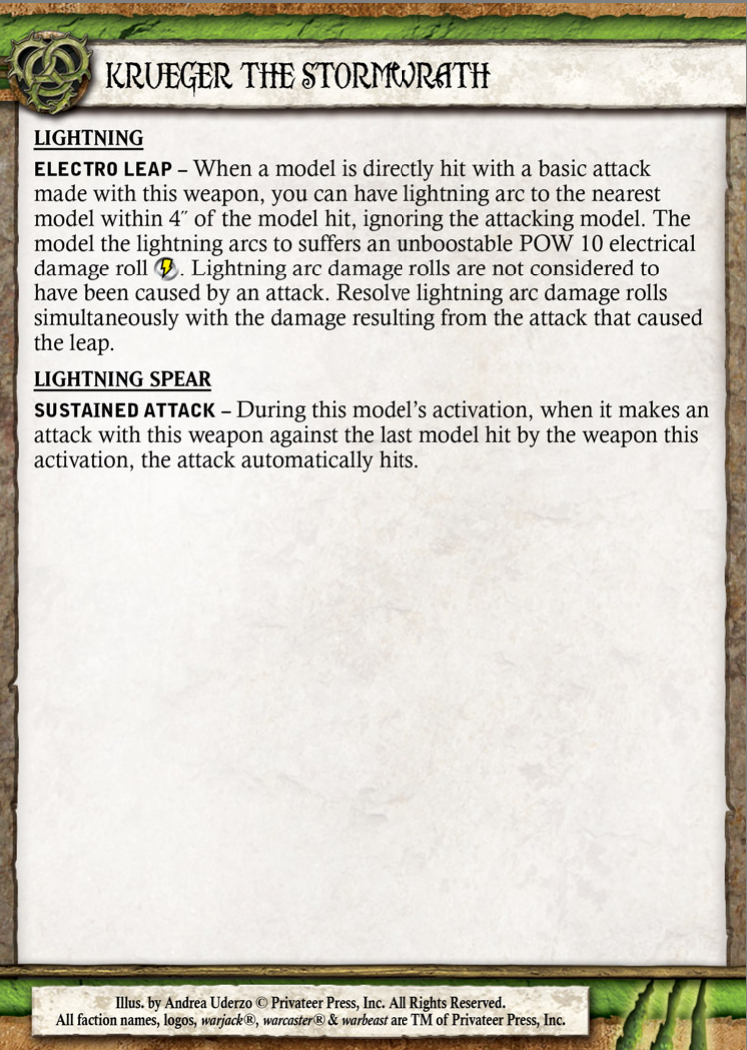 KRUEGER THE STORMWRATH
LIGHTNING
ELECTRO LEAP – When a model is directly hit with a basic attack
made with this weapon, you can have lightning arc to the nearest
model within 4˝ of the model hit, ignoring the attacking model. The
model the lightning arcs to suffers an unboostable POW 10 electrical
damage roll . Lightning arc damage rolls are not considered to
have been caused by an attack. Resolve lightning arc damage rolls
simultaneously with the damage resulting from the attack that caused
the leap.
LIGHTNING SPEAR
SUSTAINED ATTACK – During this model’s activation, when it makes an
attack with this weapon against the last model hit by the weapon this
activation, the attack automatically hits.
Illus. by Andrea Uderzo © Privateer Press, Inc. All Rights Reserved.
All faction names, logos, warjack®, warcaster® & warbeast are TM of Privateer Press, Inc.